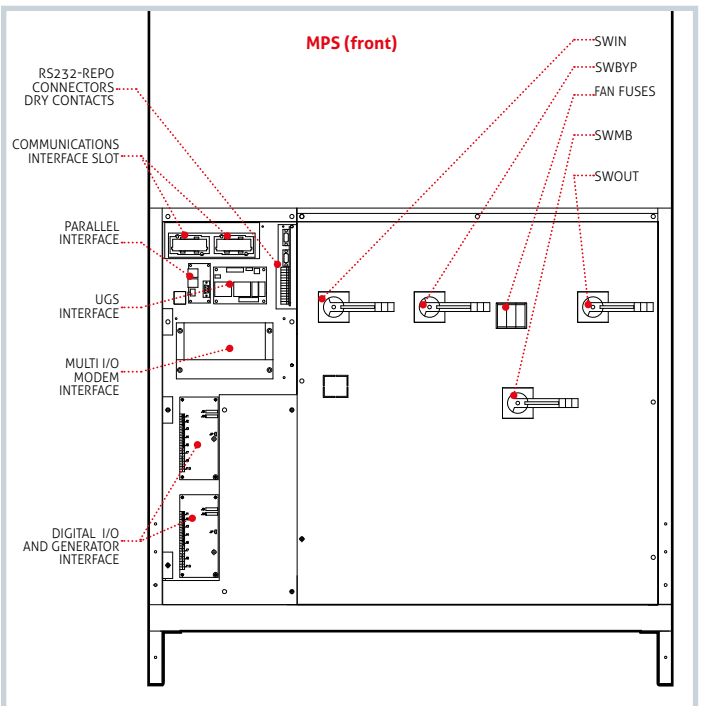 MPS (front)
RS232-REPO
CONNECTORS
DRY CONTACTS
COMMUNICATIONS
INTERFACE SLOT
PARALLEL
INTERFACE
UGS
INTERFACE
MULTI I/O
MODEM
INTERFACE
DIGITAL I/O
AND GENERATOR
INTERFACE
SWIN
SWBYP
FAN FUSES
SWMB
SWOUT